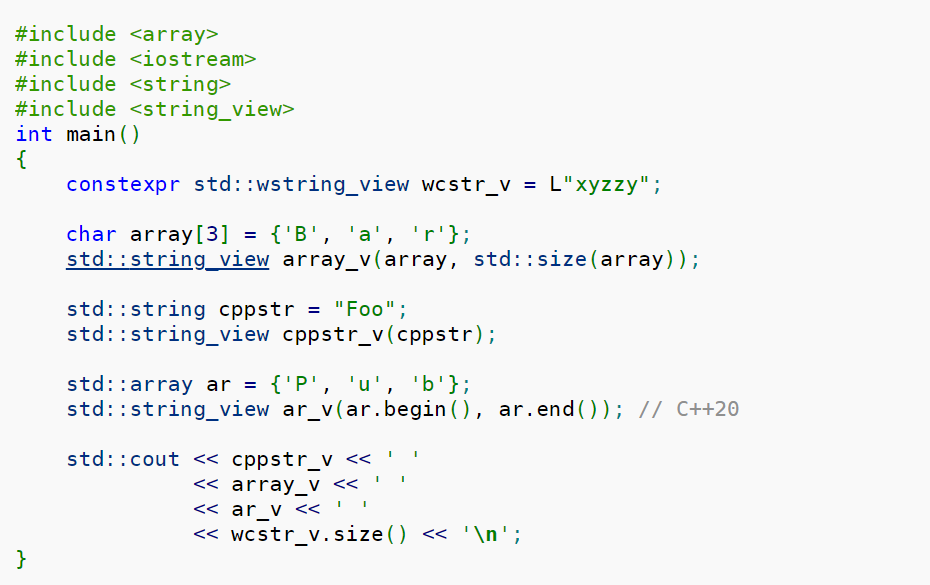 #include <array>
#include <iostream>
#include <string>
#include <string_view>
int main()
{
    constexpr std::wstring_view wcstr_v = L"xyzzy";

    char array[3] = {'B', 'a', 'r'};
    std::string_view array_v(array, std::size(array));

    std::string cppstr = "Foo";
    std::string_view cppstr_v(cppstr);

    std::array ar = {'P', 'u', 'b'};
    std::string_view ar_v(ar.begin(), ar.end()); // C++20

    std::cout << cppstr_v << ' '
              << array_v << ' '
              << ar_v << ' '
              << wcstr_v.size() << '\n';
}